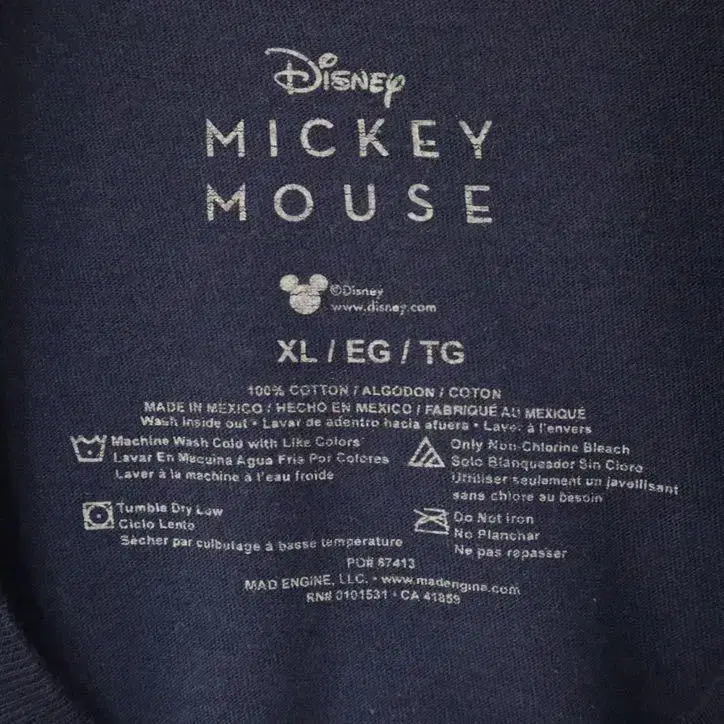 Disney
MICKEY
MOUSE
©Disney
www.disney.com
XL / EG / TG
100% COTTON / ALGODON / COTON
MADE IN MEXICO / HECHO EN MEXICO / FABRIQUÉ AU MEXIQUE
Wash Inside out • Lavar de adentro hacia afuera • Laver à l'envers
Machine Wash Cold with Like Colors
Lavar En Maquina Agua Fria Por Colores
Laver à la machine à l'eau froide
Only Non-Chlorine Bleach
Solo Blanqueador Sin Cloro
Utiliser seulement un javellisant
sans chlore au besoin
Tumble Dry Low
Ciclo Lento
Sècher par culbutage à basse température
Do Not Iron
No Planchar
Ne pas repasser
PO# 67413
MAD ENGINE, LLC. • www.madengine.com
RN# 0101531 • CA 41859